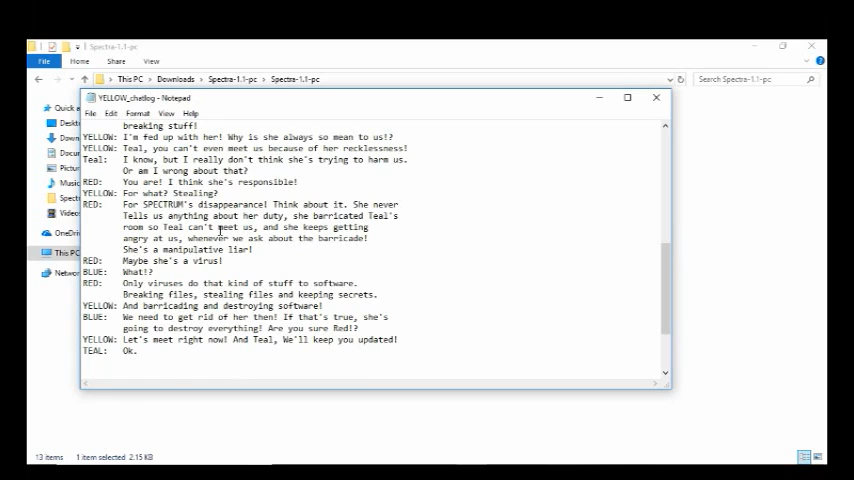 Spectra-1.1-pc
File Home Share View
This PC Downloads Spectra-1.1-pc Spectra-1.1-pc
Search Spectra-1.1-pc
Quick a
Deskt
Down
Docum
Pictur
Music
Spectr
Videos
OneDriv
This PC
Networ
YELLOW_chatlog - Notepad
File Edit Format View Help
breaking stuff!
YELLOW: I'm fed up with her! Why is she always so mean to us!?
YELLOW: Teal, you can't even meet us because of her recklessness!
Teal: I know, but I really don't think she's trying to harm us.
Or am I wrong about that?
RED: You are! I think she's responsible!
YELLOW: For what? Stealing?
RED: For SPECTRUM's disappearance! Think about it. She never
Tells us anything about her duty, she barricated Teal's
room so Teal can't meet us, and she keeps getting
angry at us, whenever we ask about the barricade!
She's a manipulative liar!
RED: Maybe she's a virus!
BLUE: What!?
RED: Only viruses do that kind of stuff to software.
Breaking files, stealing files and keeping secrets.
YELLOW: And barricading and destroying software!
BLUE: We need to get rid of her then! If that's true, she's
going to destroy everything! Are you sure Red!?
YELLOW: Let's meet right now! And Teal, We'll keep you updated!
TEAL: Ok.
13 items 1 item selected 2.15 KB